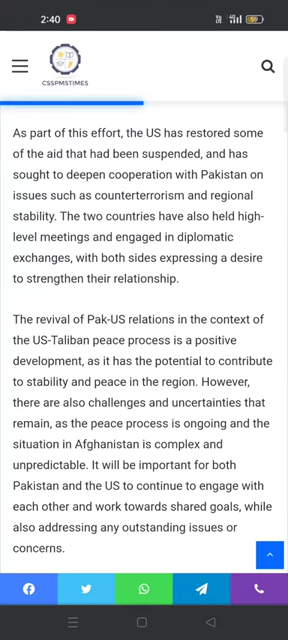 2:40
CSSPMSTIMES
As part of this effort, the US has restored some
of the aid that had been suspended, and has
sought to deepen cooperation with Pakistan on
issues such as counterterrorism and regional
stability. The two countries have also held high-
level meetings and engaged in diplomatic
exchanges, with both sides expressing a desire
to strengthen their relationship.
The revival of Pak-US relations in the context of
the US-Taliban peace process is a positive
development, as it has the potential to contribute
to stability and peace in the region. However,
there are also challenges and uncertainties that
remain, as the peace process is ongoing and the
situation in Afghanistan is complex and
unpredictable. It will be important for both
Pakistan and the US to continue to engage with
each other and work towards shared goals, while
also addressing any outstanding issues or
concerns.